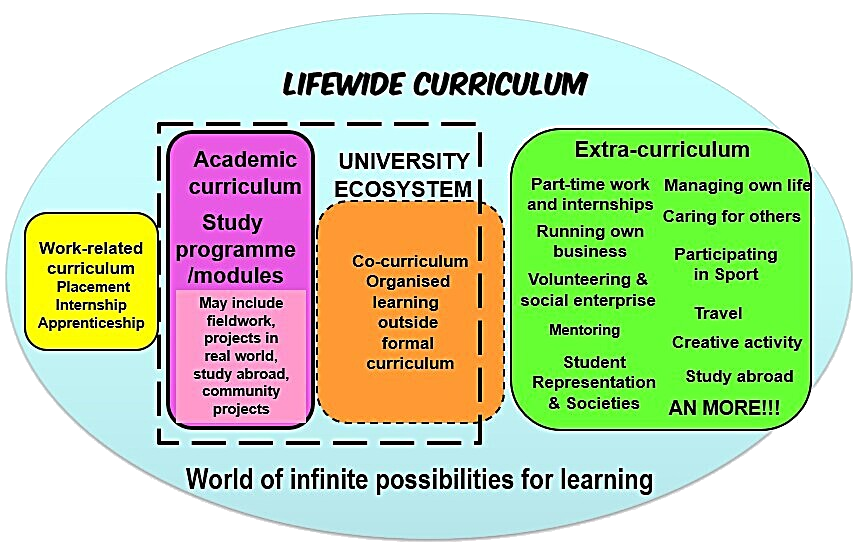 LIFEWIDE CURRICULUM
Work-related
curriculum
Placement
Internship
Apprenticeship
Academic
curriculum
Study
programme
/modules
May include
fieldwork,
projects in
real world,
study abroad,
community
projects
UNIVERSITY
ECOSYSTEM
Co-curriculum
Organised
learning
outside
formal
curriculum
Extra-curriculum
Part-time work
and internships
Running own
business
Volunteering &
social enterprise
Mentoring
Student
Representation
& Societies
Managing own life
Caring for others
Participating
in Sport
Travel
Creative activity
Study abroad
AN MORE!!!
World of infinite possibilities for learning